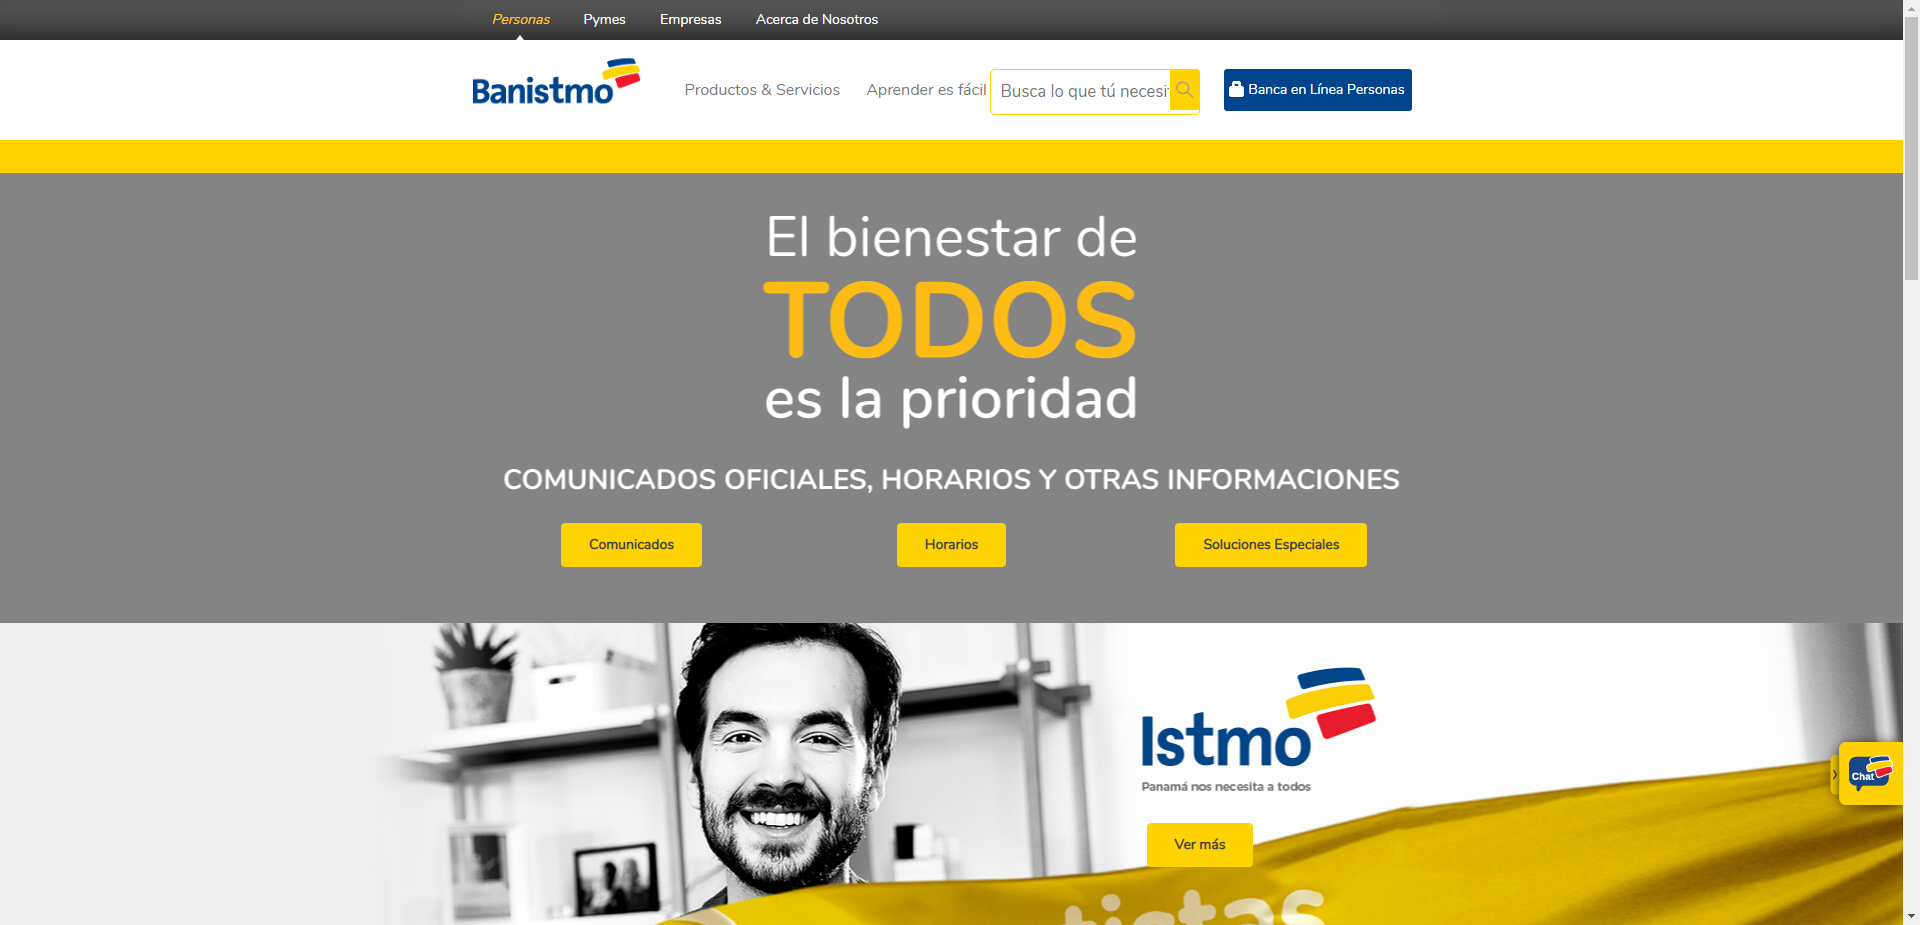 Personas Pymes Empresas Acerca de Nosotros
Banistmo Productos & Servicios Aprender es fácil Busca lo que tú necesi Banca en Línea Personas
El bienestar de
TODOS
es la prioridad
COMUNICADOS OFICIALES, HORARIOS Y OTRAS INFORMACIONES
Comunicados Horarios Soluciones Especiales
Istmo
Panamá nos necesita a todos
Chat
Ver más